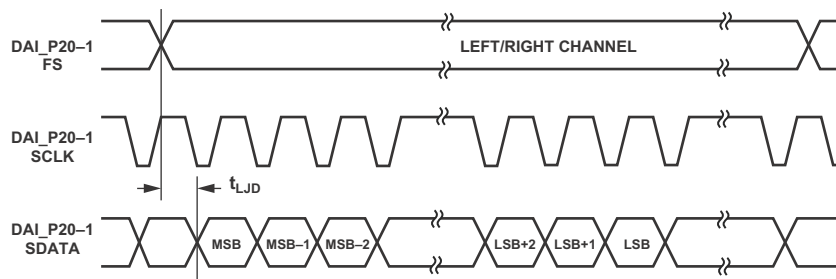 DAI_P20–1
FS
LEFT/RIGHT CHANNEL
DAI_P20–1
SCLK
tLJD
DAI_P20–1
SDATA
MSB
MSB–1
MSB–2
LSB+2
LSB+1
LSB